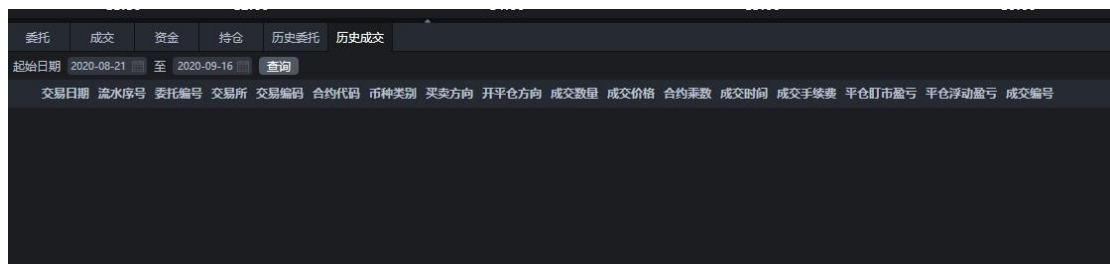 委托 成交 资金 持仓 历史委托 历史成交
起始日期 2020-08-21 至 2020-09-16 查询
交易日期 流水序号 委托编号 交易所 交易编码 合约代码 币种类别 买卖方向 开平仓方向 成交数量 成交价格 合约乘数 成交时间 成交手续费 平仓盯市盈亏 平仓浮动盈亏 成交编号